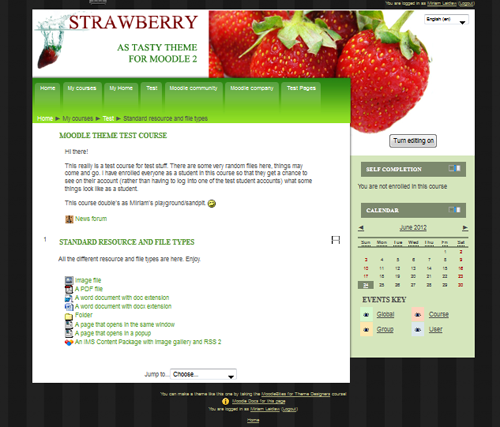 You are logged in as Miriam Laidlaw (Logout)
STRAWBERRY
English (en)
AS TASTY THEME
FOR MOODLE 2
Home
My courses
My Home
Test
Moodle community
Moodle company
Test Pages
Home ► My courses ► Test ► Standard resource and file types
Turn editing on
MOODLE THEME TEST COURSE
Hi there!
This really is a test course for test stuff. There are some very random files here, things may
come and go. I have enrolled everyone as a student in this course so that they get a chance to
see on their account (rather than having to log into one of the test student accounts) what some
things look like as a student.
This course double's as Miriam's playground/sandpit.
News forum
1
STANDARD RESOURCE AND FILE TYPES
All the different resource and file types are here. Enjoy.
Image file
A PDF file
A word document with doc extension
A word document with docx extension
Folder
A page that opens in the same window
A page that opens in a popup
An IMS Content Package with image gallery and RSS 2
Jump to... Choose...
SELF COMPLETION
You are not enrolled in this course
CALENDAR
◄ June 2012 ►
Sun Mon Tue Wed Thu Fri Sat
1 2
3 4 5 6 7 8 9
10 11 12 13 14 15 16
17 18 19 20 21 22 23
24 25 26 27 28 29 30
EVENTS KEY
Global Course
Group User
You can make a theme like this one by taking the MoodleBites for Theme Designers course!
Moodle Docs for this page
You are logged in as Miriam Laidlaw (Logout)
Home